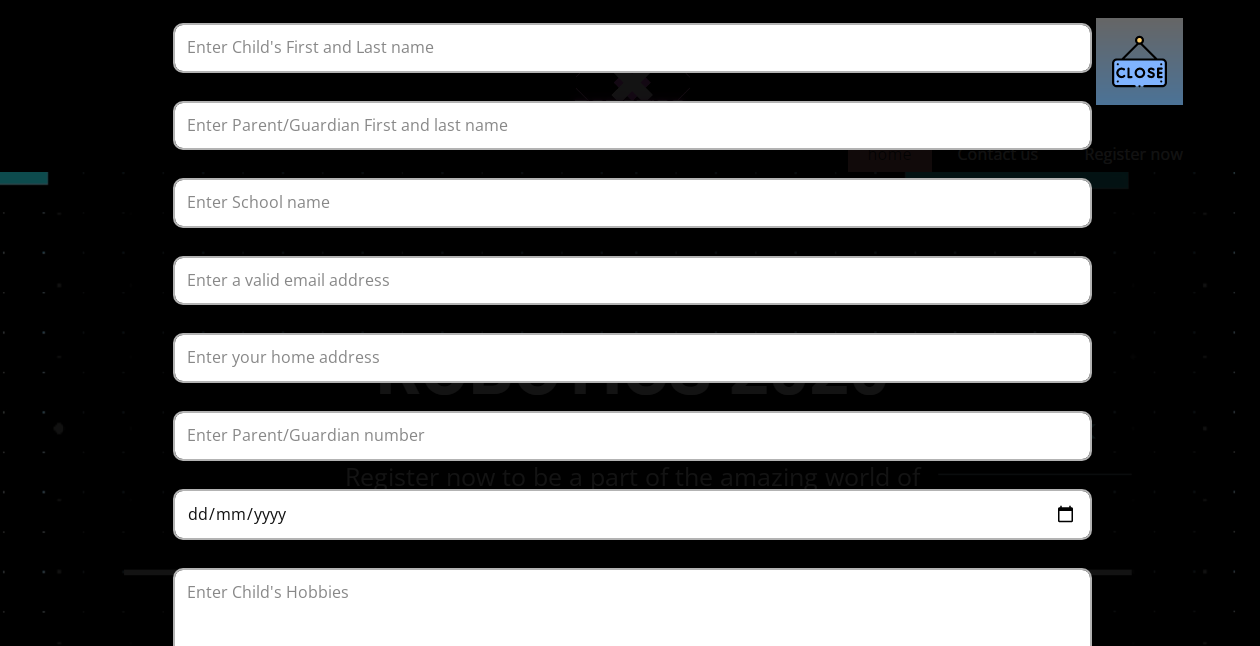 Enter Child's First and Last name
CLOSE
Enter Parent/Guardian First and last name
home Contact us Register now
Enter School name
Enter a valid email address
Enter your home address
Enter Parent/Guardian number
Register now to be a part of the amazing world of
dd/mm/yyyy
Enter Child's Hobbies